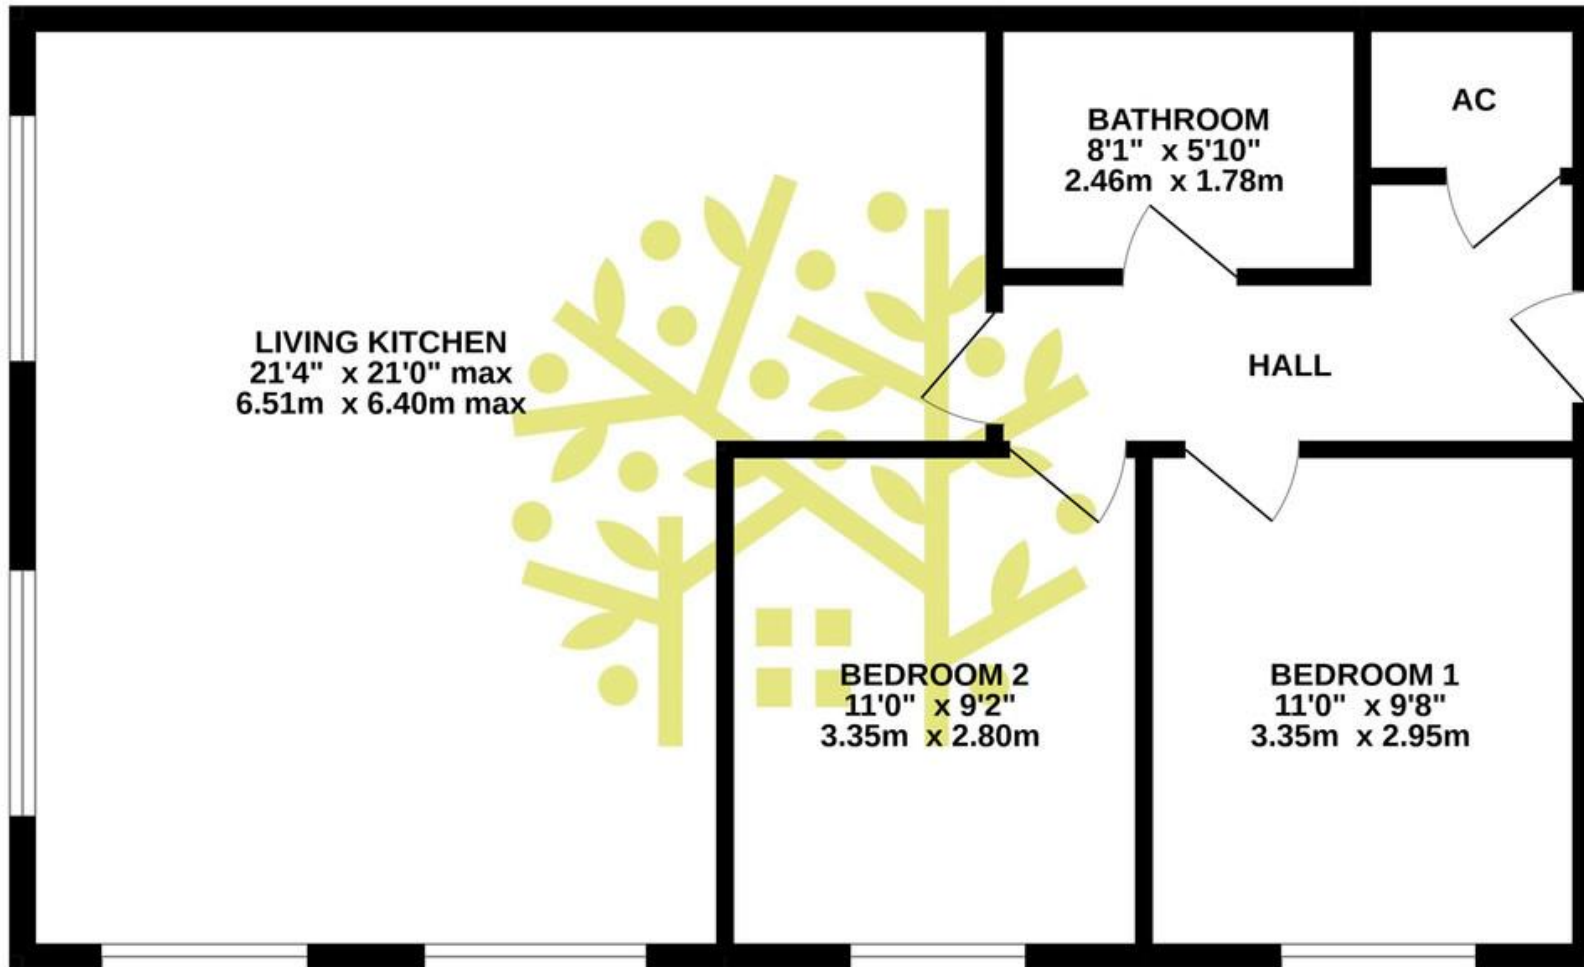 BATHROOM
8'1" x 5'10"
2.46m x 1.78m
AC
LIVING KITCHEN
21'4" x 21'0" max
6.51m x 6.40m max
HALL
BEDROOM 2
11'0" x 9'2"
3.35m x 2.80m
BEDROOM 1
11'0" x 9'8"
3.35m x 2.95m